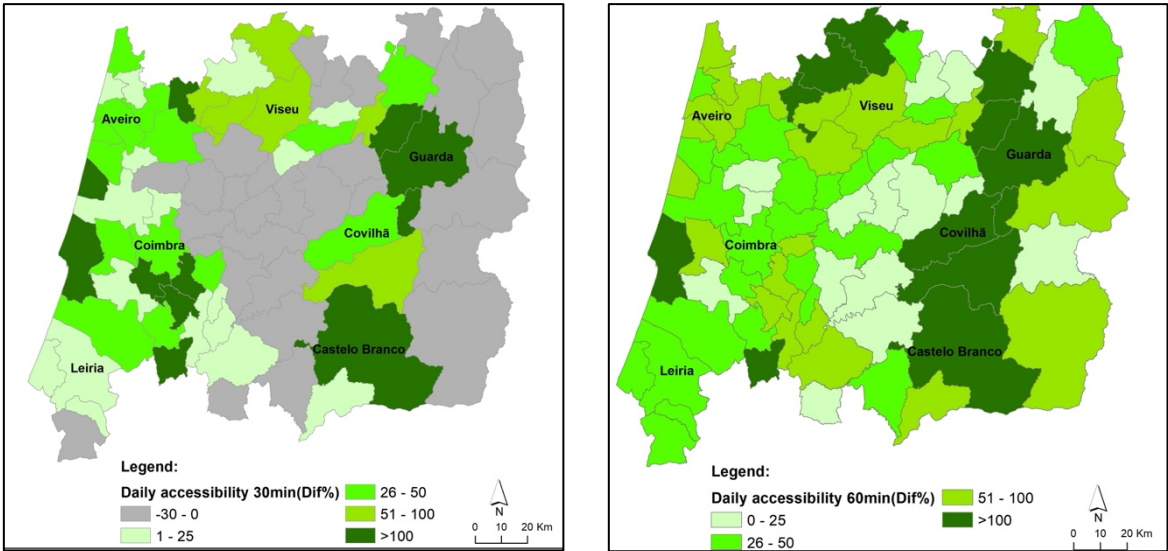 Aveiro
Viseu
Guarda
Covilhã
Coimbra
Castelo Branco
Leiria
Legend:
Daily accessibility 30min(Dif%)
-30 - 0
1 - 25
26 - 50
51 - 100
>100
N
0 10 20 Km
Aveiro
Viseu
Guarda
Covilhã
Coimbra
Castelo Branco
Leiria
Legend:
Daily accessibility 60min(Dif%)
0 - 25
26 - 50
51 - 100
>100
N
0 10 20 Km